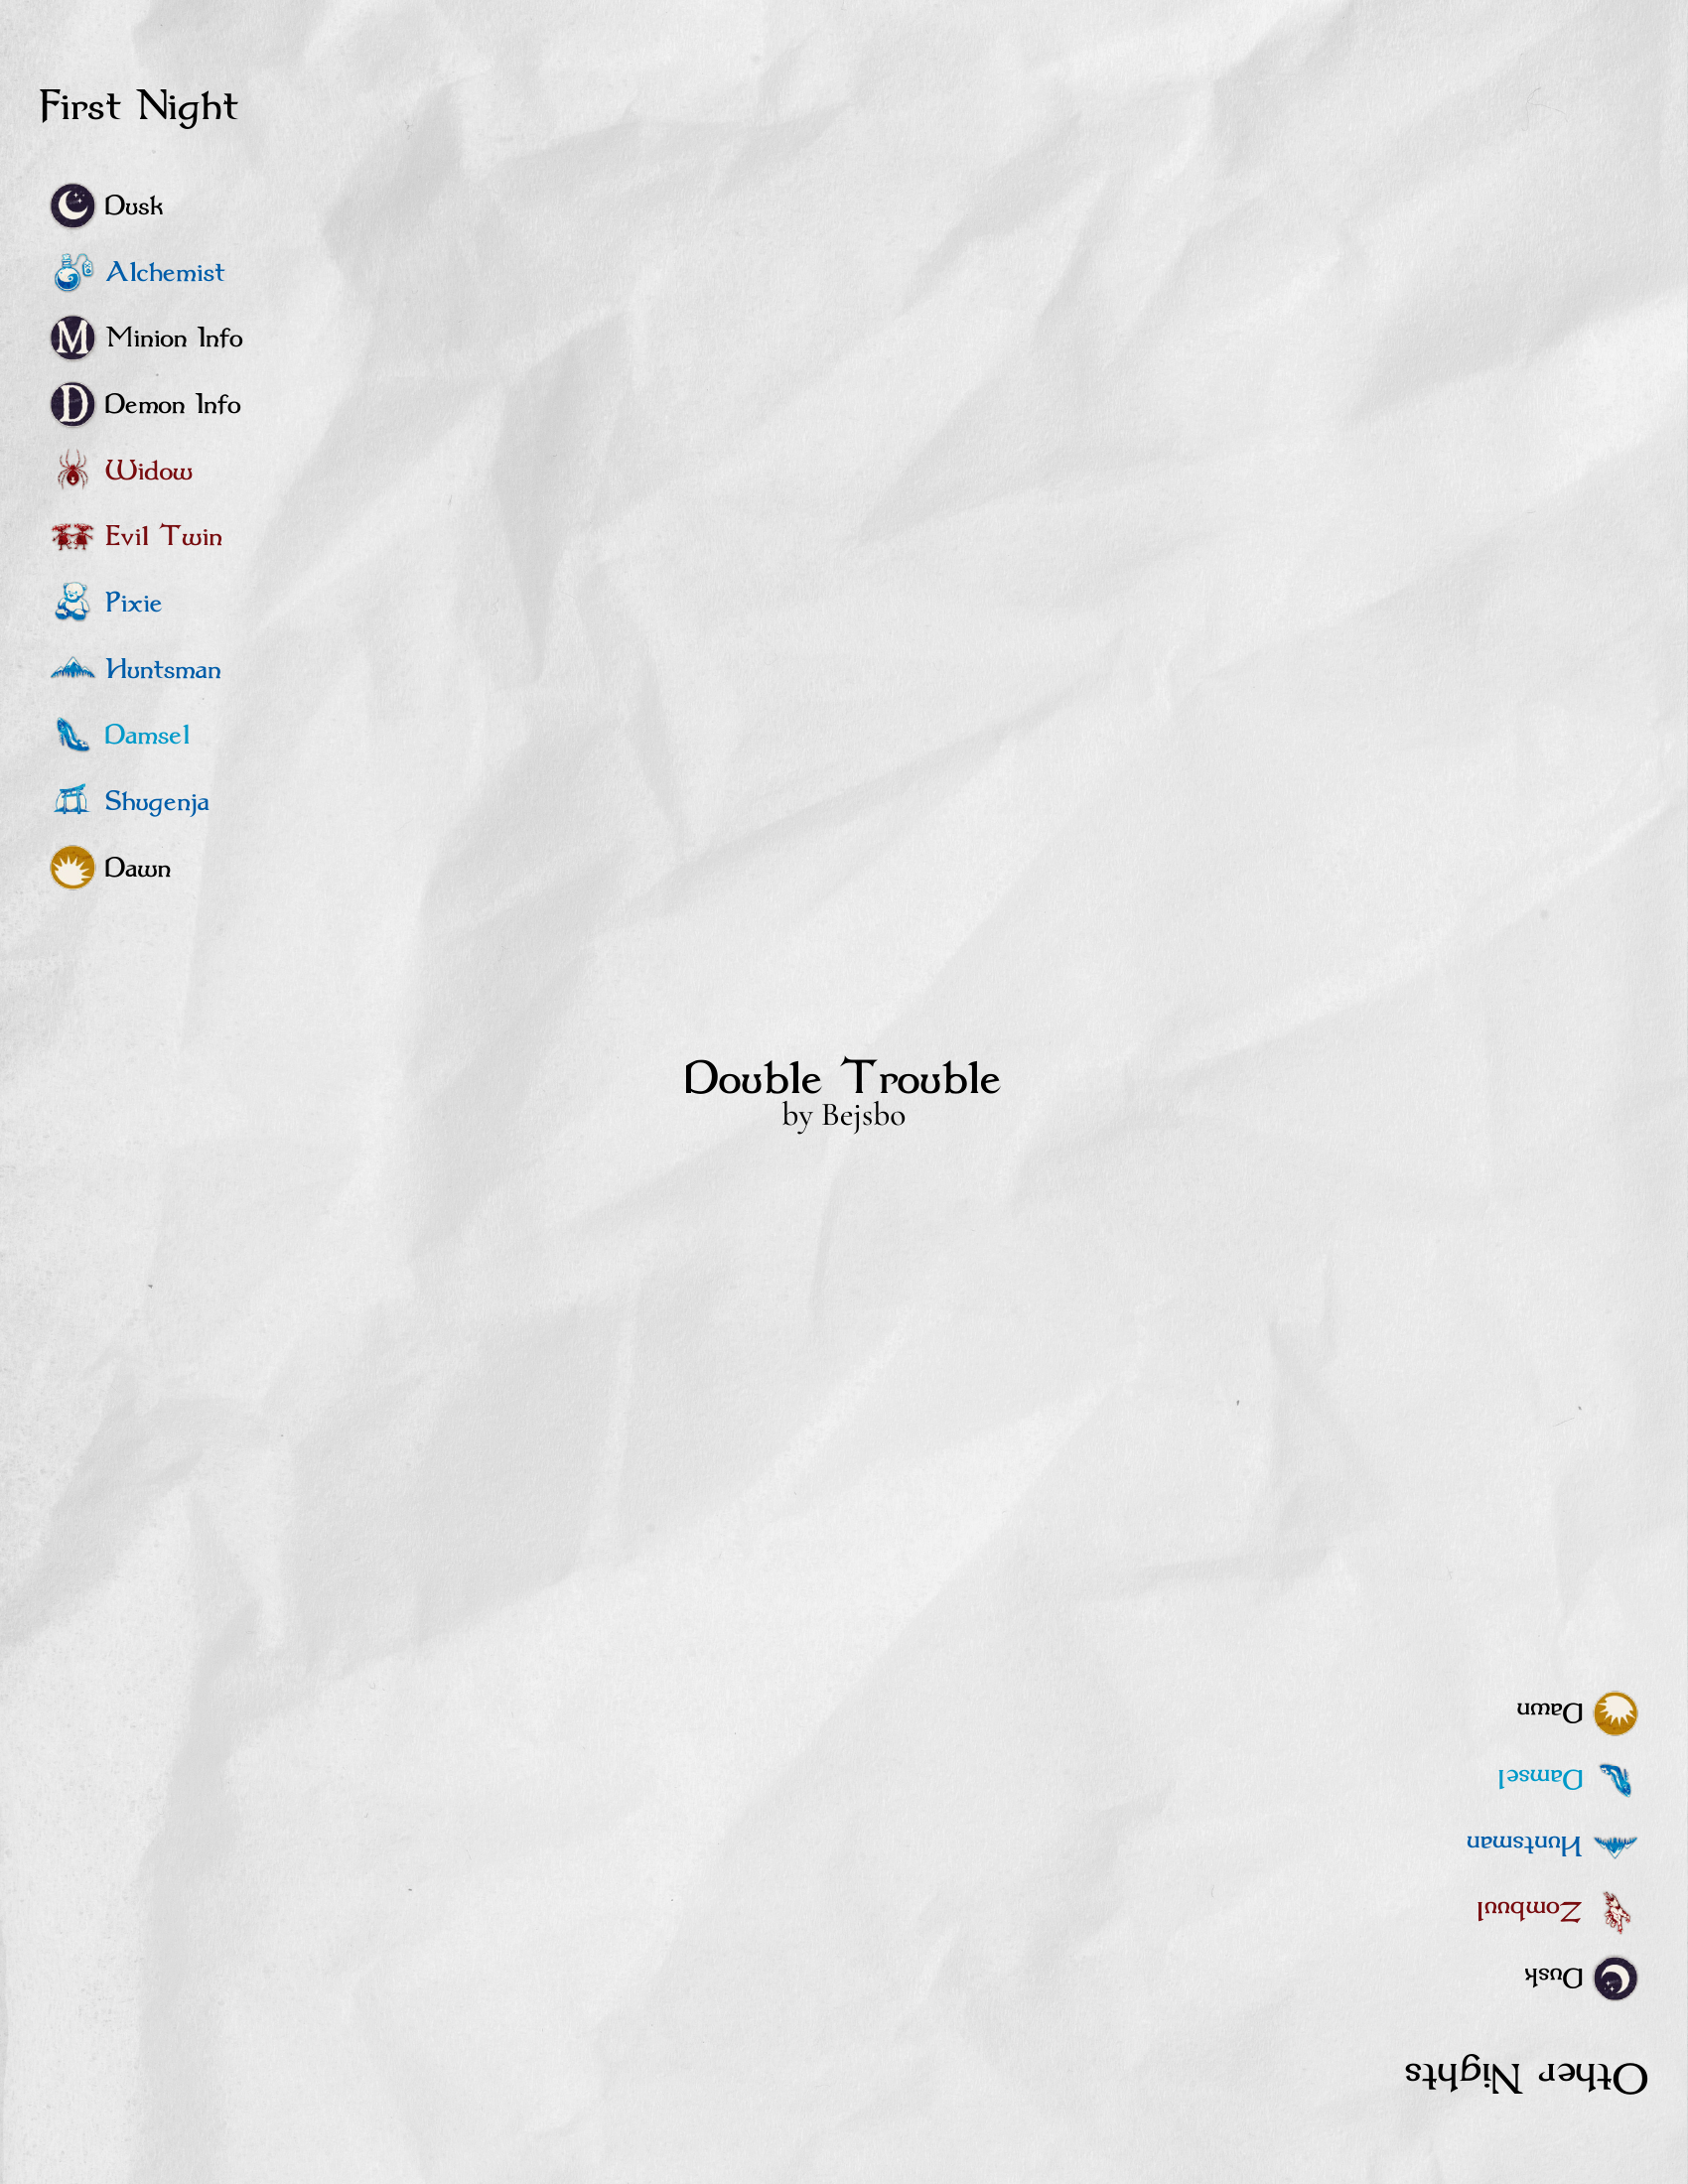 First Night
Dusk
Alchemist
M Minion Info
D Demon Info
Widow
Evil Twin
Pixie
Huntsman
Damsel
Shugenja
Dawn
Double Trouble
by Bejsbo
Other Nights
Dusk
Zombuul
Huntsman
Damsel
Dawn